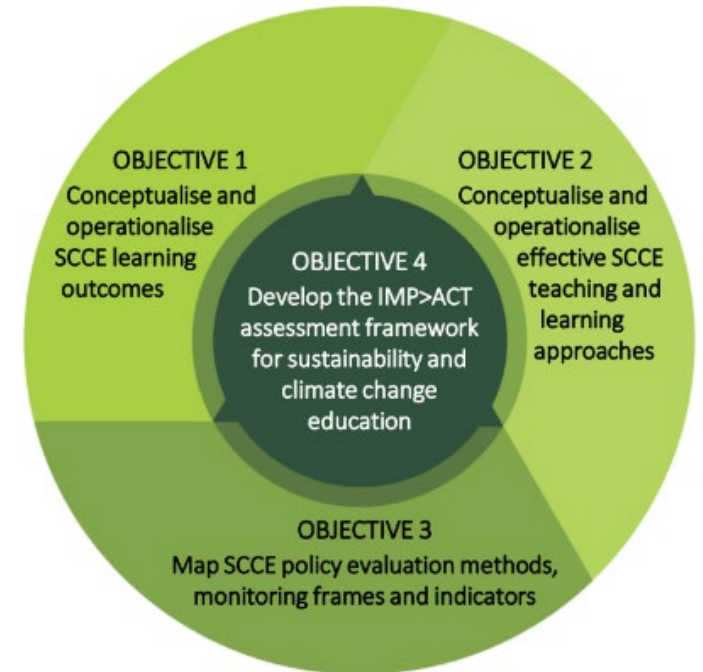 OBJECTIVE 1
Conceptualise and
operationalise
SCCE learning
outcomes
OBJECTIVE 2
Conceptualise and
operationalise
effective SCCE
teaching and
learning
approaches
OBJECTIVE 4
Develop the IMP>ACT
assessment framework
for sustainability and
climate change
education
OBJECTIVE 3
Map SCCE policy evaluation methods,
monitoring frames and indicators